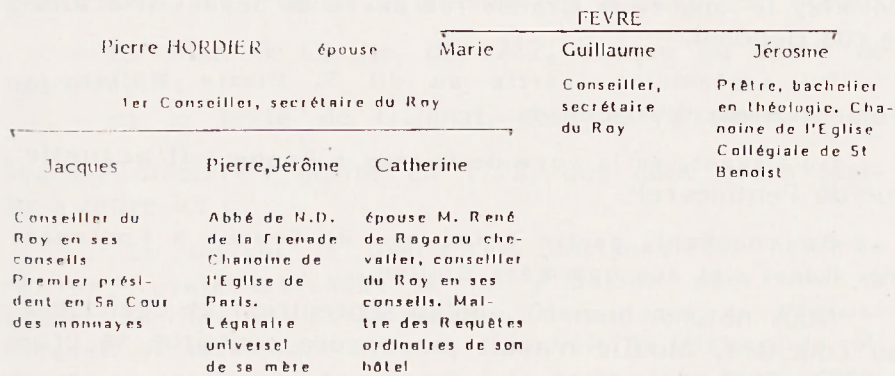 FEVRE
Pierre HORDIER épouse Marie Guillaume Jérosme
1er Conseiller, secrétaire du Roy
Conseiller,
secrétaire
du Roy
Prêtre, bachelier
en théologie. Cha-
noine de l'Eglise
Collégiale de St
Benoist
Jacques Pierre,Jérôme Catherine
Conseiller du
Roy en ses
conseils
Premier prési-
dent en Sa Cour
des monnayes
Abbé de N.D.
de la Frenade
Chanoine de
l'Eglise de
Paris.
Légataire
universel
de sa mère
épouse M. René
de Ragarou che-
valier, conseiller
du Roy en ses
conseils. Maî-
tre des Requêtes
ordinaires de son
hôtel